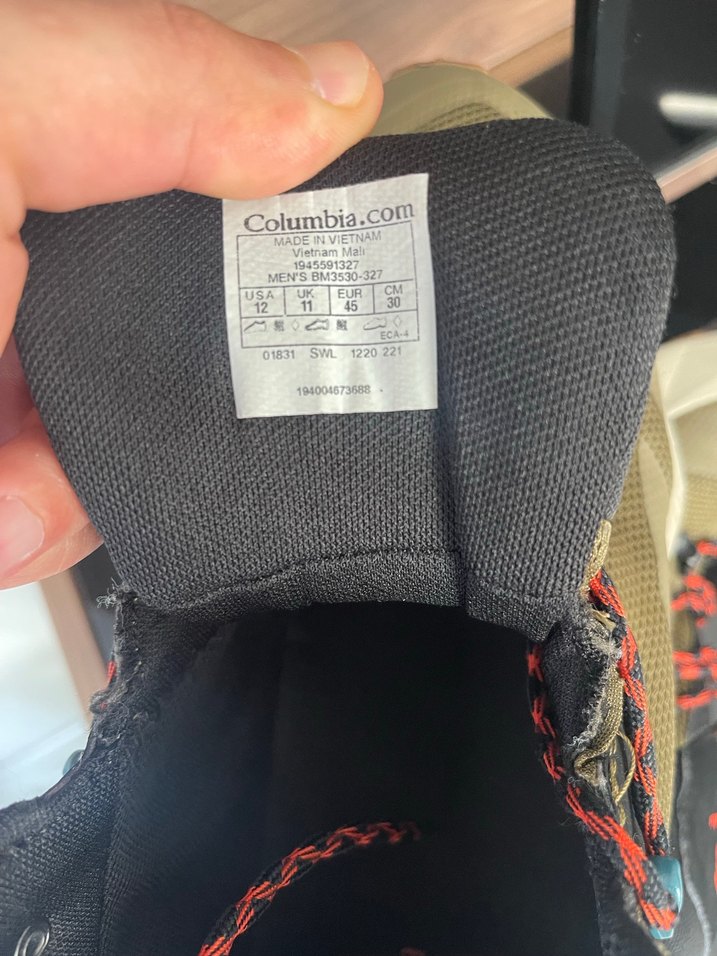 Columbia.com
MADE IN VIETNAM
Vietnam Mali
1945591327
MEN'S BM3530-327
USA UK EUR CM
12 11 45 30
ECA-4
01831 SWL 1220 221
194004673688